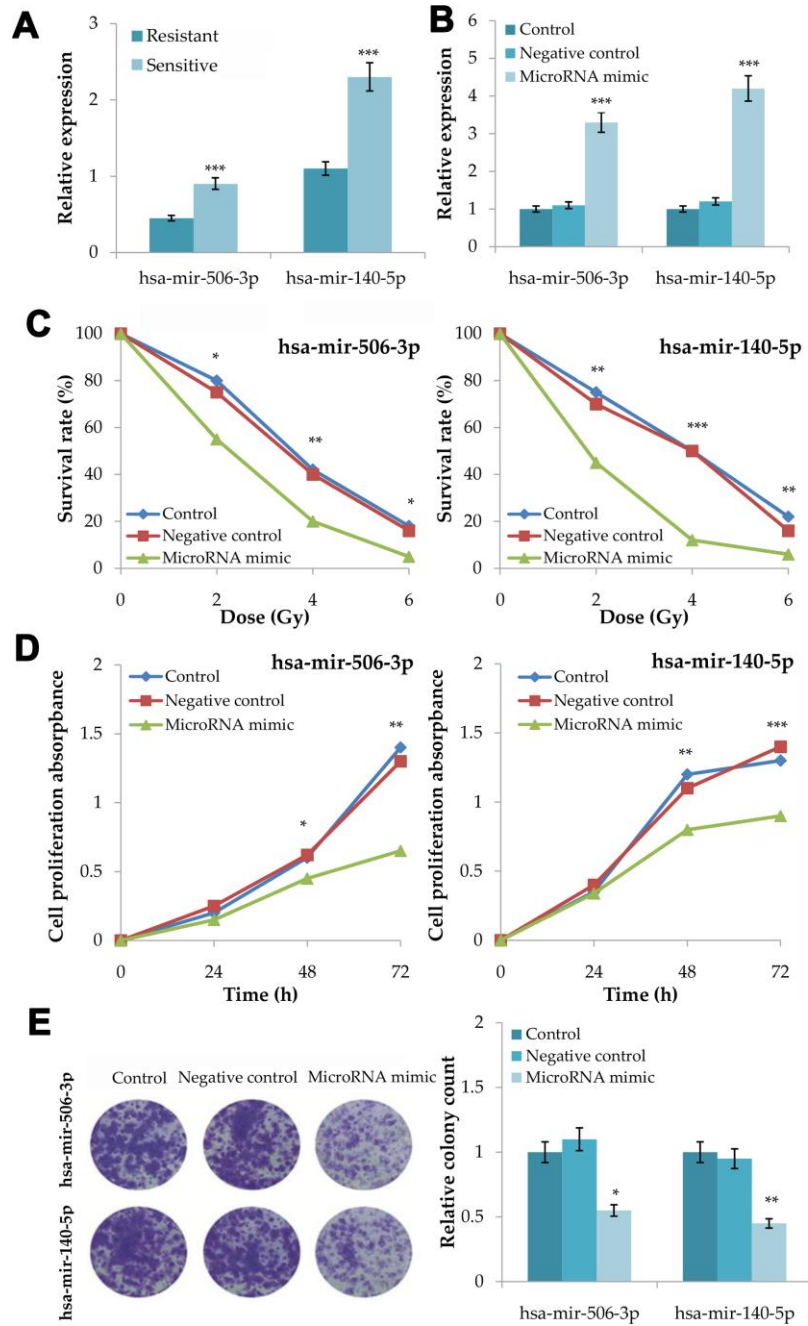 A
Relative expression
3
2
1
0
Resistant
Sensitive
***
***
hsa-mir-506-3p
hsa-mir-140-5p
B
Relative expression
6
5
4
3
2
1
0
Control
Negative control
MicroRNA mimic
***
***
hsa-mir-506-3p
hsa-mir-140-5p
C
hsa-mir-506-3p
Survival rate (%)
100
80
60
40
20
0
*
**
*
Control
Negative control
MicroRNA mimic
0 2 4 6
Dose (Gy)
hsa-mir-140-5p
Survival rate (%)
100
80
60
40
20
0
**
***
**
Control
Negative control
MicroRNA mimic
0 2 4 6
Dose (Gy)
D
hsa-mir-506-3p
Cell proliferation absorpbance
2
1.5
1
0.5
0
Control
Negative control
MicroRNA mimic
**
*
0 24 48 72
Time (h)
hsa-mir-140-5p
Cell proliferation absorpbance
2
1.5
1
0.5
0
Control
Negative control
MicroRNA mimic
**
***
0 24 48 72
Time (h)
E
Control Negative control MicroRNA mimic
hsa-mir-506-3p
hsa-mir-140-5p
Relative colony count
2
1.5
1
0.5
0
Control
Negative control
MicroRNA mimic
*
**
hsa-mir-506-3p
hsa-mir-140-5p